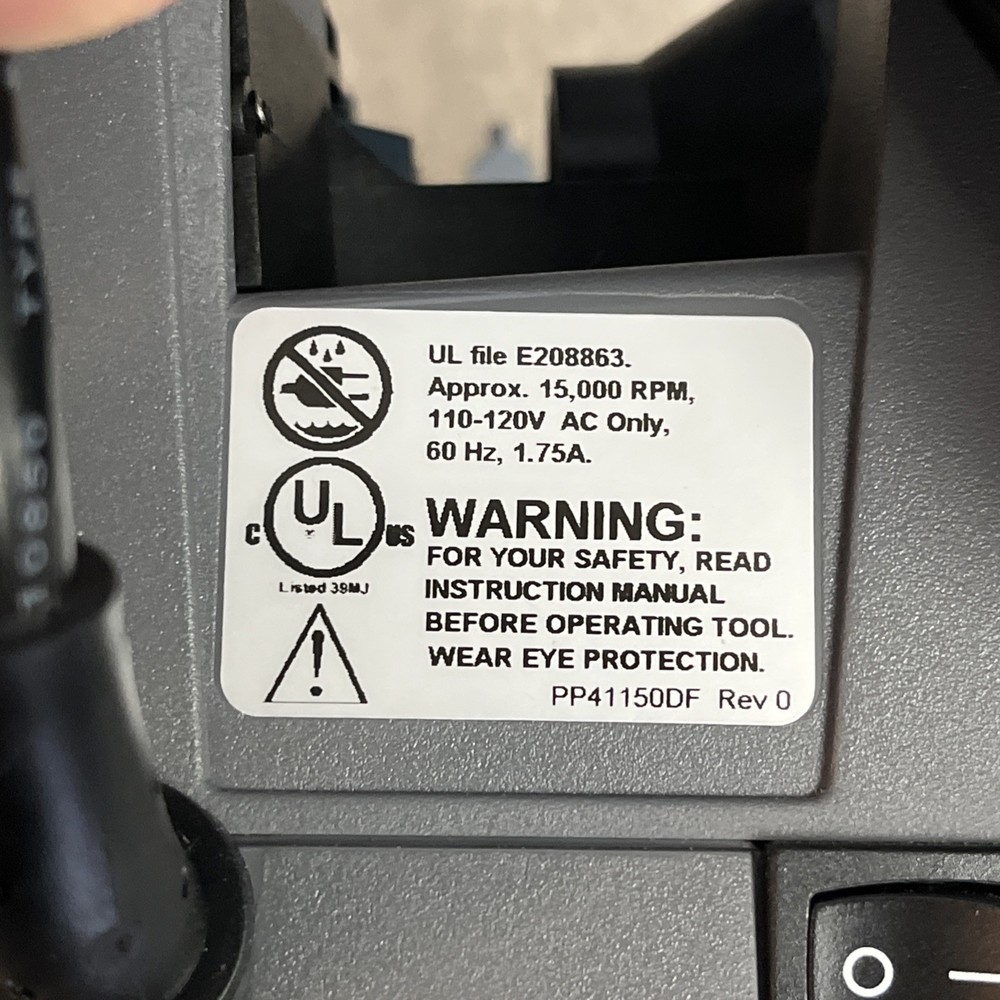 UL file E208863.
Approx. 15,000 RPM,
110-120V AC Only,
60 Hz, 1.75A.
C UL US
Listed 39MJ
WARNING:
FOR YOUR SAFETY, READ
INSTRUCTION MANUAL
BEFORE OPERATING TOOL.
WEAR EYE PROTECTION.
PP41150DF Rev 0